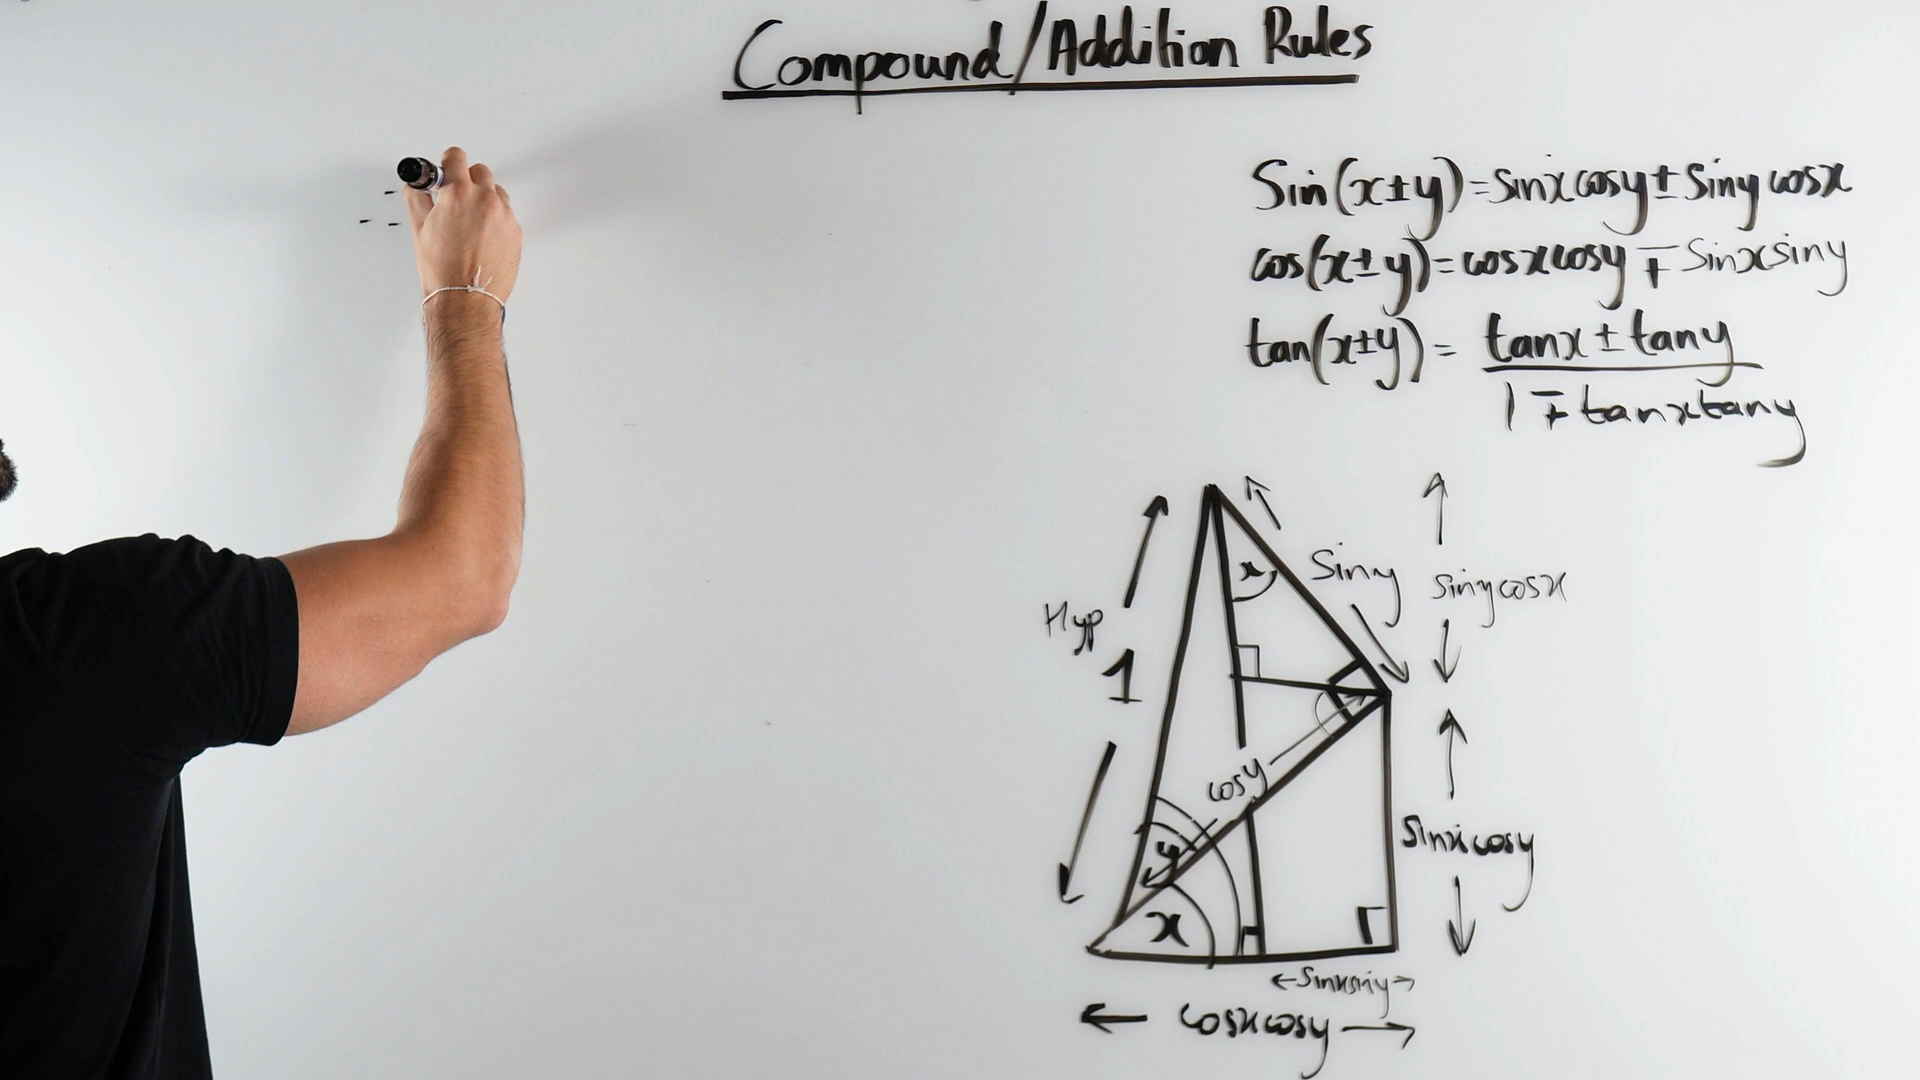 Compound/Addition Rules
Sin(x±y)=sinxcosy±sinycosx
cos(x±y)=cosxcosy∓sinxsiny
tan(x±y)= tanx±tany
1∓tanxtany
x
Siny
sinycosx
Hyp
1
cosy
y
sinxcosy
x
←sinxsiny→
← cosxcosy →